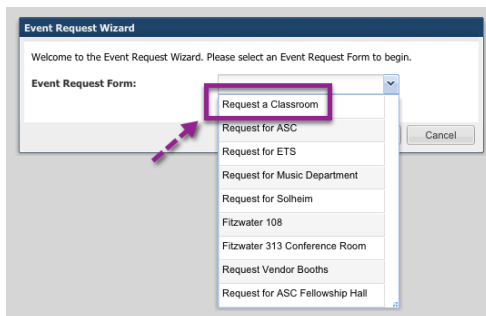 Event Request Wizard
Welcome to the Event Request Wizard. Please select an Event Request Form to begin.
Event Request Form:
Request a Classroom
Request for ASC
Cancel
Request for ETS
Request for Music Department
Request for Solheim
Fitzwater 108
Fitzwater 313 Conference Room
Request Vendor Booths
Request for ASC Fellowship Hall